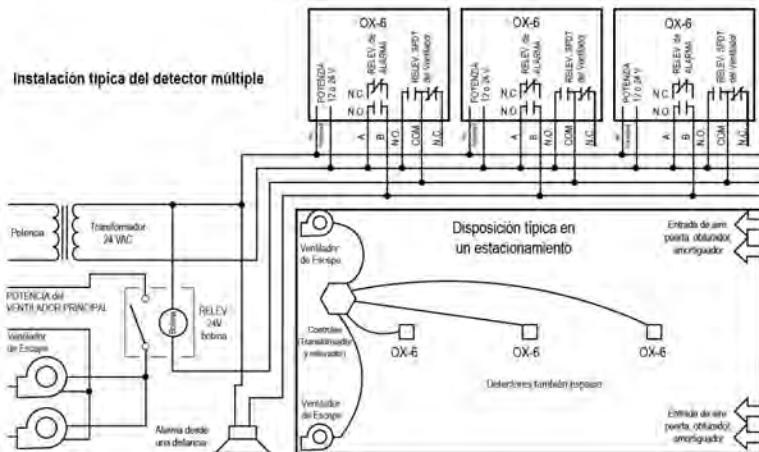 Instalación típica del detector múltiple
OX-6
POTENZIA
12 o 24 V
RELEV. de
ALARMA
N.C.
N.O.
RELEV. SPDT
del Ventilador
A
B
N.O.
COM
N.C.
OX-6
POTENZIA
12 o 24 V
RELEV. de
ALARMA
N.C.
N.O.
RELEV. SPDT
del Ventilador
A
B
N.O.
COM
N.C.
OX-6
POTENZIA
12 o 24 V
RELEV. de
ALARMA
N.C.
N.O.
RELEV. SPDT
del Ventilador
A
B
N.O.
COM
N.C.
Potencia
Transformador
24 VAC
POTENCIA del
VENTILADOR PRINCIPAL
Bobina
RELEV
24V
bobina
Ventilador
de Escape
Alarma desde
una distancia
Disposición típica en
un estacionamiento
Ventilador
de Escape
Controles
(Transformador
y relevador)
OX-6
OX-6
OX-6
Detectores también
Ventilador
de Escape
Entrada de aire
puerta, obturador,
amortiguador
Entrada de aire
puerta, obturador,
amortiguador